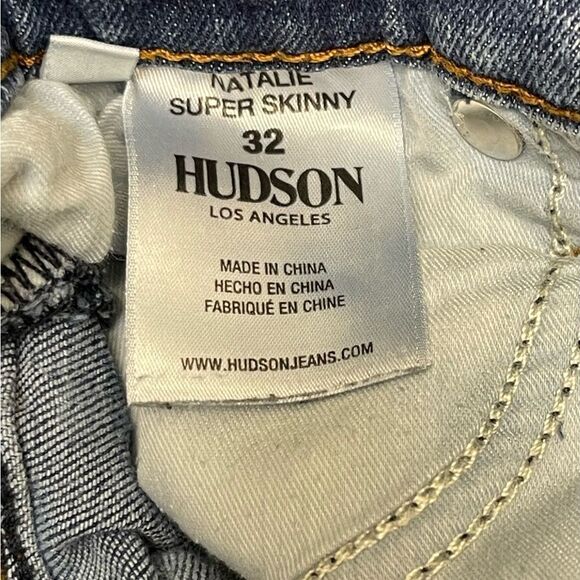 NATALIE
SUPER SKINNY
32
HUDSON
LOS ANGELES
MADE IN CHINA
HECHO EN CHINA
FABRIQUÉ EN CHINE
WWW.HUDSONJEANS.COM